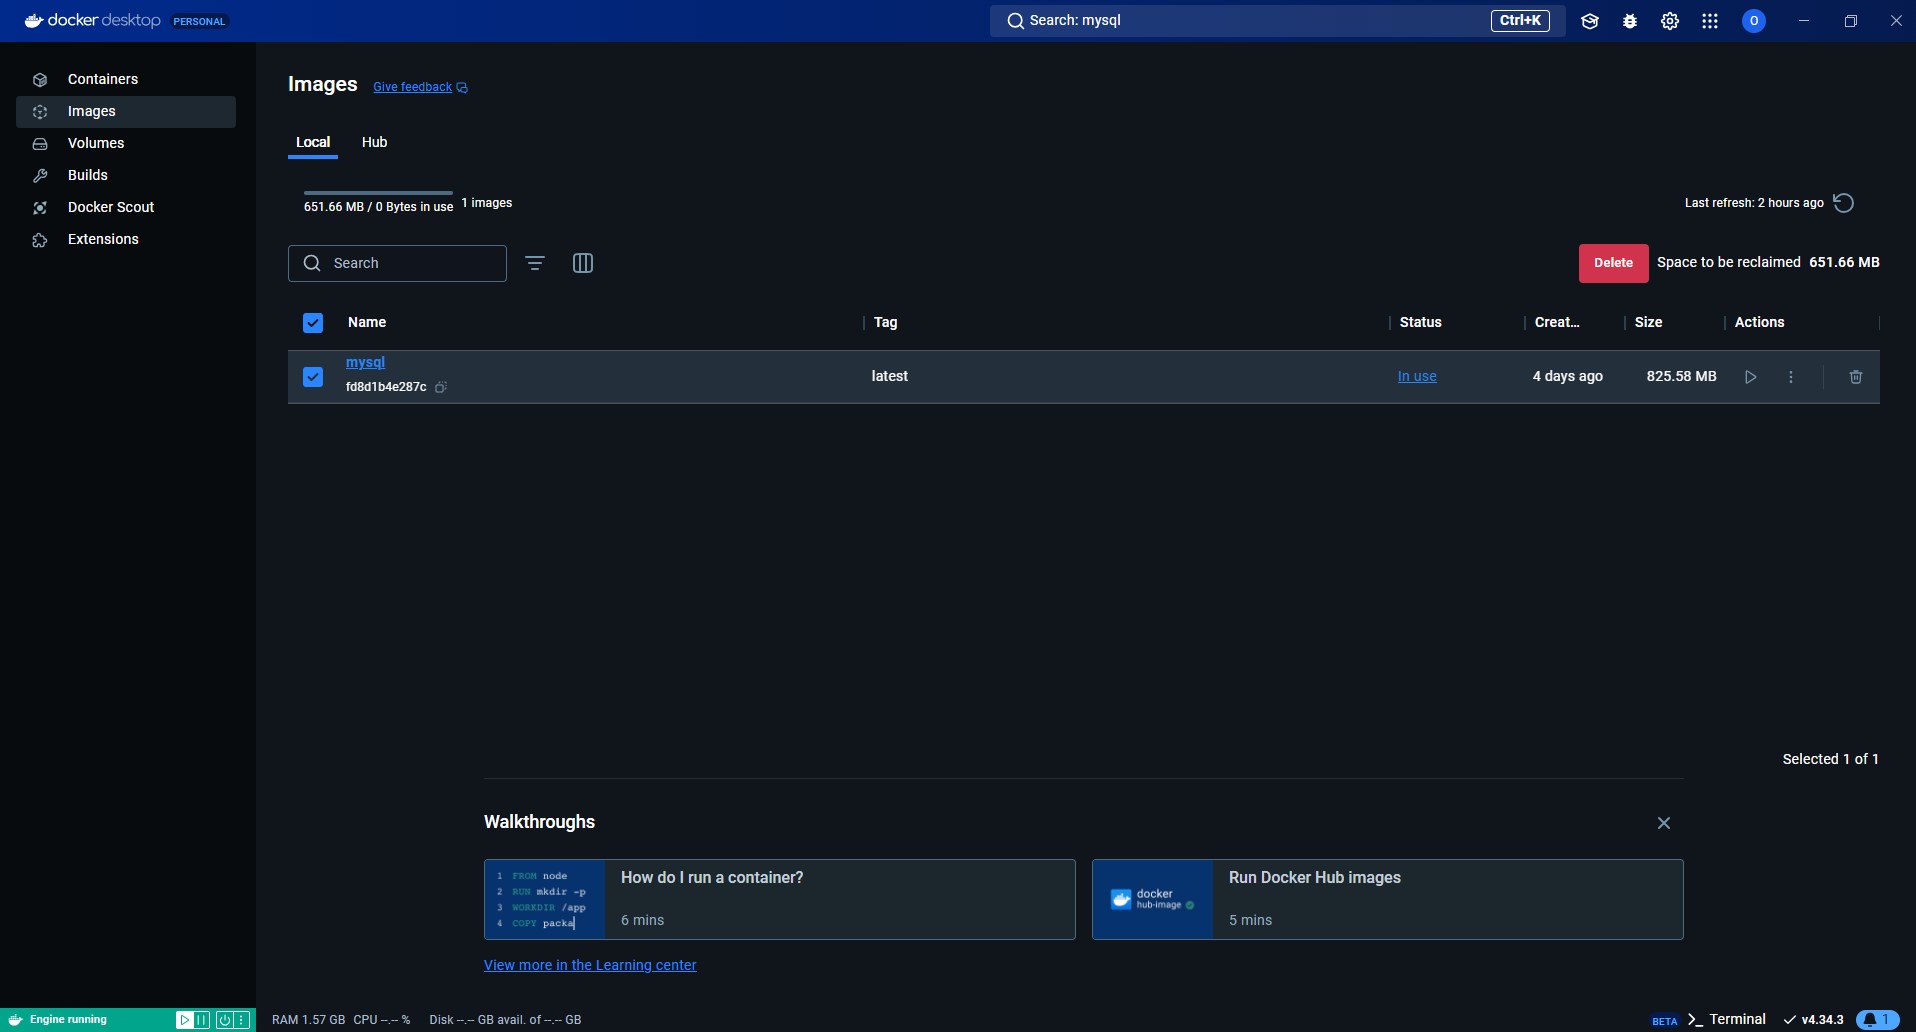 docker desktop PERSONAL
Search: mysql
Ctrl+K
O
Containers
Images
Volumes
Builds
Docker Scout
Extensions
Images
Give feedback
Local
Hub
651.66 MB / 0 Bytes in use
1 images
Last refresh: 2 hours ago
Search
Delete
Space to be reclaimed 651.66 MB
Name
Tag
Status
Creat...
Size
Actions
mysql
fd8d1b4e287c
latest
In use
4 days ago
825.58 MB
Selected 1 of 1
Walkthroughs
1 FROM node
2 RUN mkdir -p
3 WORKDIR /app
4 COPY packa
How do I run a container?
6 mins
docker
hub-image
Run Docker Hub images
5 mins
View more in the Learning center
Engine running
RAM 1.57 GB CPU --.-- %
Disk --.-- GB avail. of --.-- GB
BETA
Terminal
v4.34.3
1